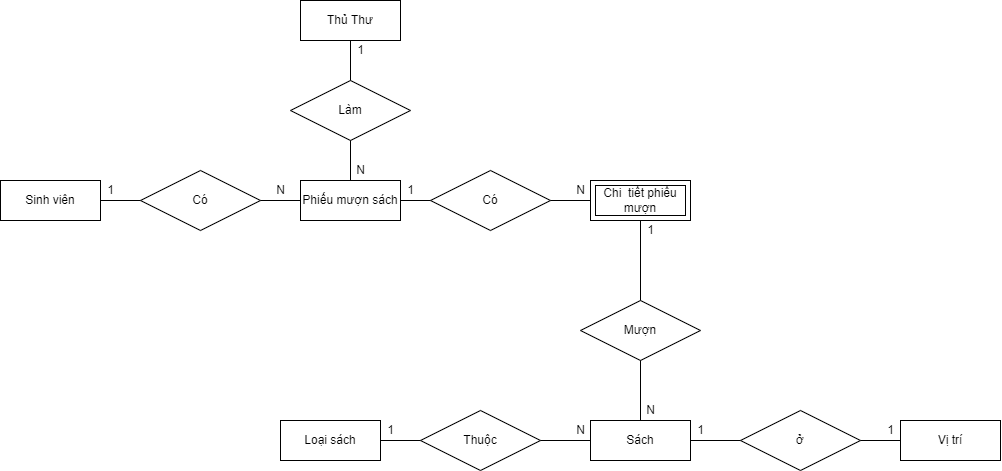 Thủ Thư
1
Làm
N
Sinh viên
1
Có
N
Phiếu mượn sách
1
Có
N
Chi tiết phiếu
mượn
1
Mượn
N
Loại sách
1
Thuộc
N
Sách
1
ở
1
Vị trí